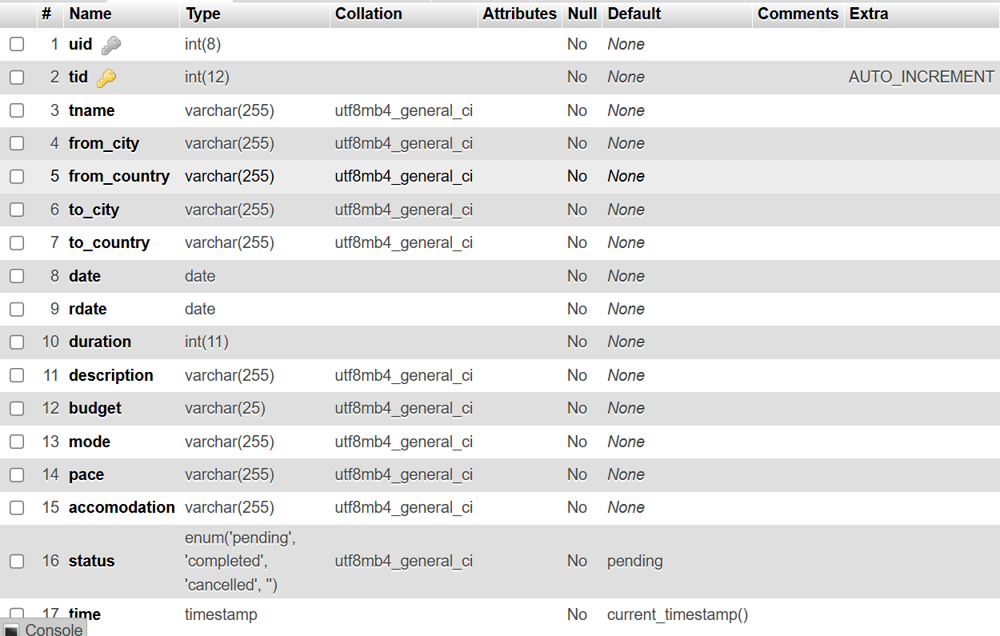 # Name Type Collation Attributes Null Default Comments Extra
1 uid int(8) No None
2 tid int(12) No None AUTO_INCREMENT
3 tname varchar(255) utf8mb4_general_ci No None
4 from_city varchar(255) utf8mb4_general_ci No None
5 from_country varchar(255) utf8mb4_general_ci No None
6 to_city varchar(255) utf8mb4_general_ci No None
7 to_country varchar(255) utf8mb4_general_ci No None
8 date date No None
9 rdate date No None
10 duration int(11) No None
11 description varchar(255) utf8mb4_general_ci No None
12 budget varchar(25) utf8mb4_general_ci No None
13 mode varchar(255) utf8mb4_general_ci No None
14 pace varchar(255) utf8mb4_general_ci No None
15 accomodation varchar(255) utf8mb4_general_ci No None
enum('pending',
16 status 'completed', utf8mb4_general_ci No pending
'cancelled', '')
17 time timestamp No current_timestamp()
Console